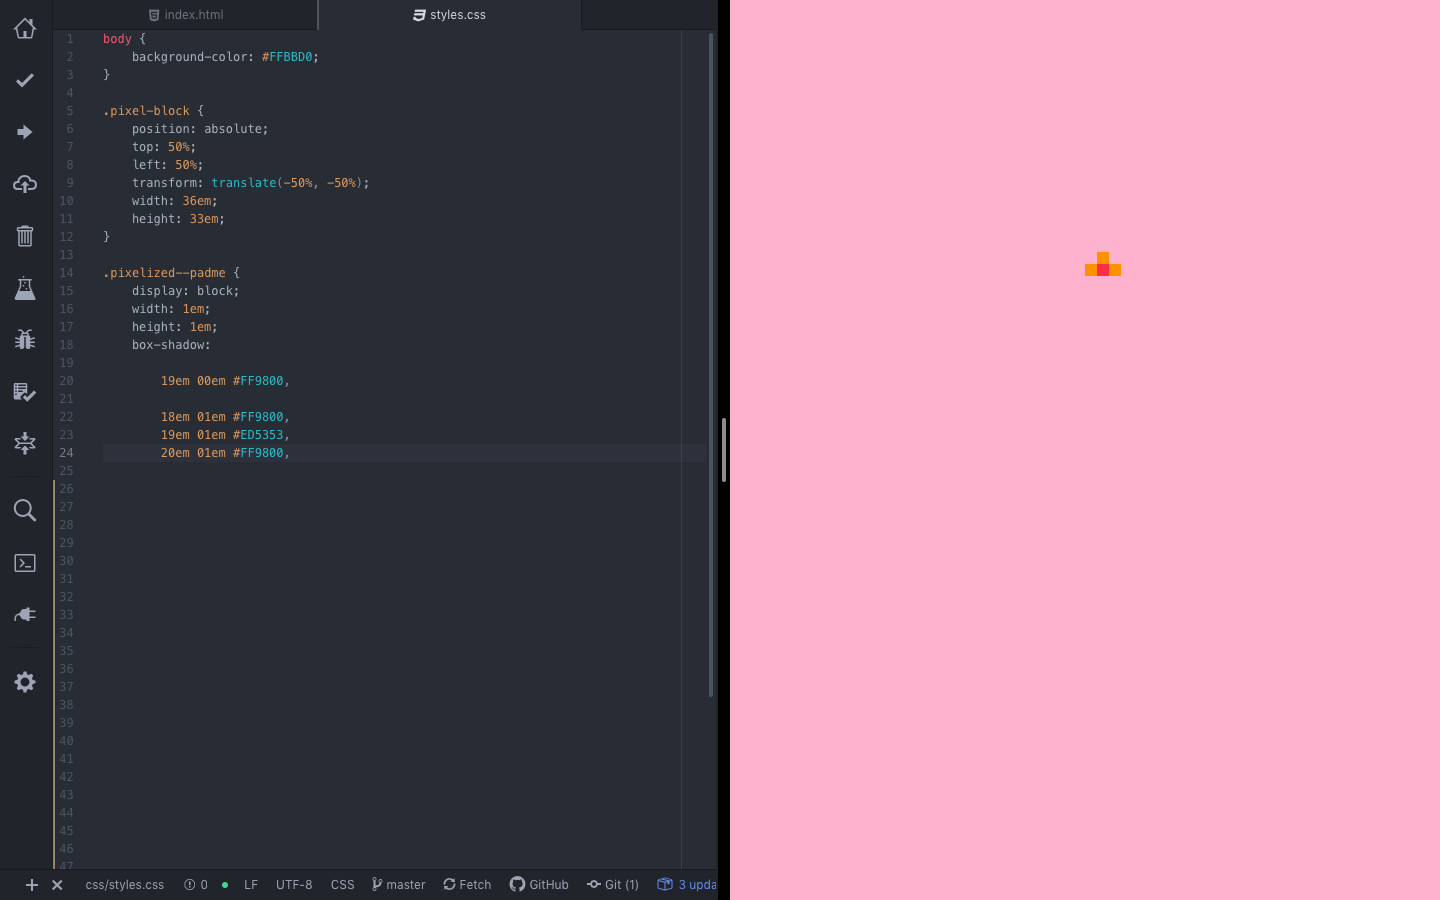 index.html
styles.css
1 body {
2 background-color: #FFBBD0;
3 }
4
5 .pixel-block {
6 position: absolute;
7 top: 50%;
8 left: 50%;
9 transform: translate(-50%, -50%);
10 width: 36em;
11 height: 33em;
12 }
13
14 .pixelized--padme {
15 display: block;
16 width: 1em;
17 height: 1em;
18 box-shadow:
19
20 19em 00em #FF9800,
21
22 18em 01em #FF9800,
23 19em 01em #ED5353,
24 20em 01em #FF9800,
25
26
27
28
29
30
31
32
33
34
35
36
37
38
39
40
41
42
43
44
45
46
47
css/styles.css 0 LF UTF-8 CSS master Fetch GitHub Git (1) 3 upda